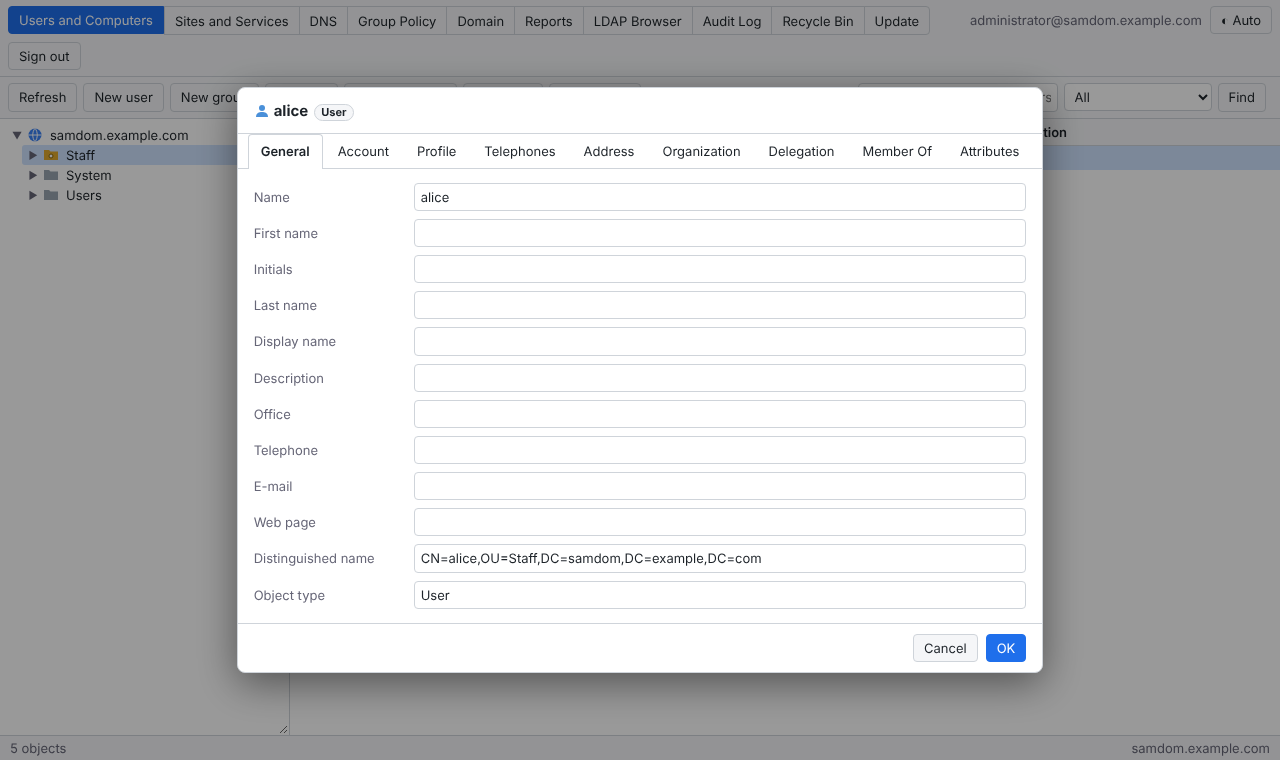 Users and Computers Sites and Services DNS Group Policy Domain Reports LDAP Browser Audit Log Recycle Bin Update administrator@samdom.example.com Auto
Sign out
Refresh New user New grou All Find
samdom.example.com
Staff
System
Users
tion
alice User
General Account Profile Telephones Address Organization Delegation Member Of Attributes
Name alice
First name
Initials
Last name
Display name
Description
Office
Telephone
E-mail
Web page
Distinguished name CN=alice,OU=Staff,DC=samdom,DC=example,DC=com
Object type User
Cancel OK
5 objects samdom.example.com